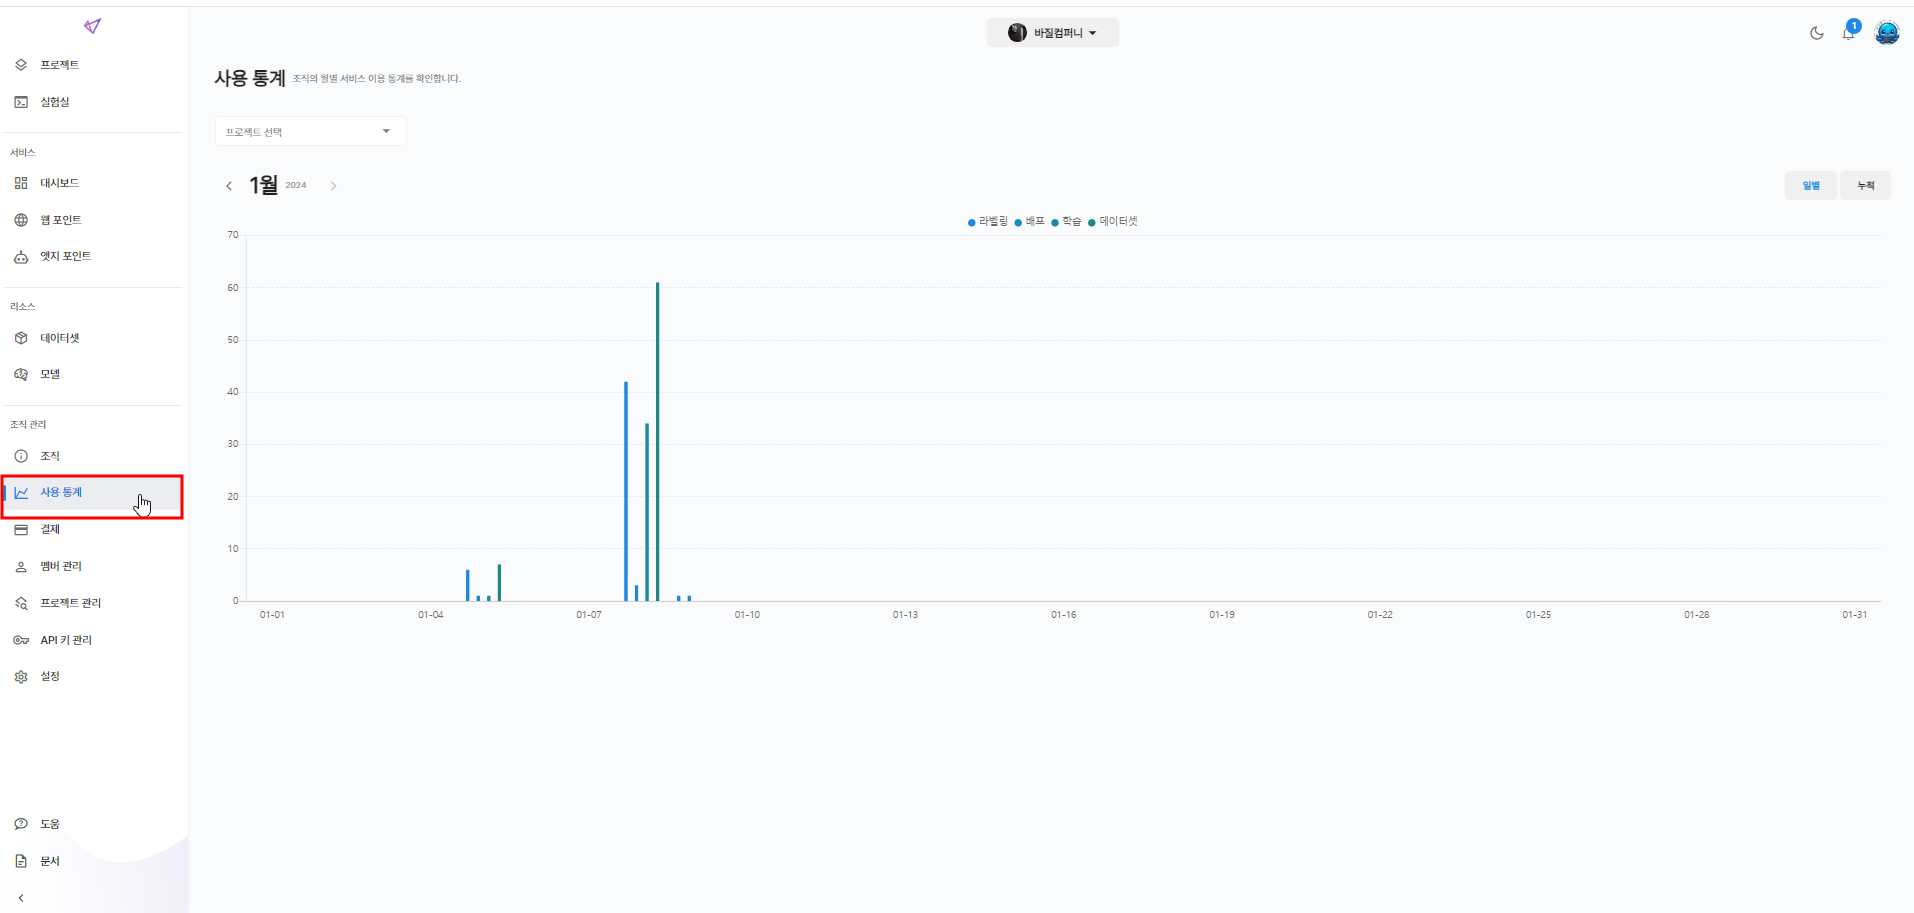 프로젝트
실험실
서비스
대시보드
웹 포인트
엣지 포인트
리소스
데이터셋
모델
조직 관리
조직
사용 통계
결제
멤버 관리
프로젝트 관리
API 키 관리
설정
도움
문서
바질컴퍼니
1
사용 통계 조직의 월별 서비스 이용 통계를 확인합니다.
프로젝트 선택
1월 2024
일별 누적
라벨링 배포 학습 데이터셋
70
60
50
40
30
20
10
0
01-01 01-04 01-07 01-10 01-13 01-16 01-19 01-22 01-25 01-28 01-31